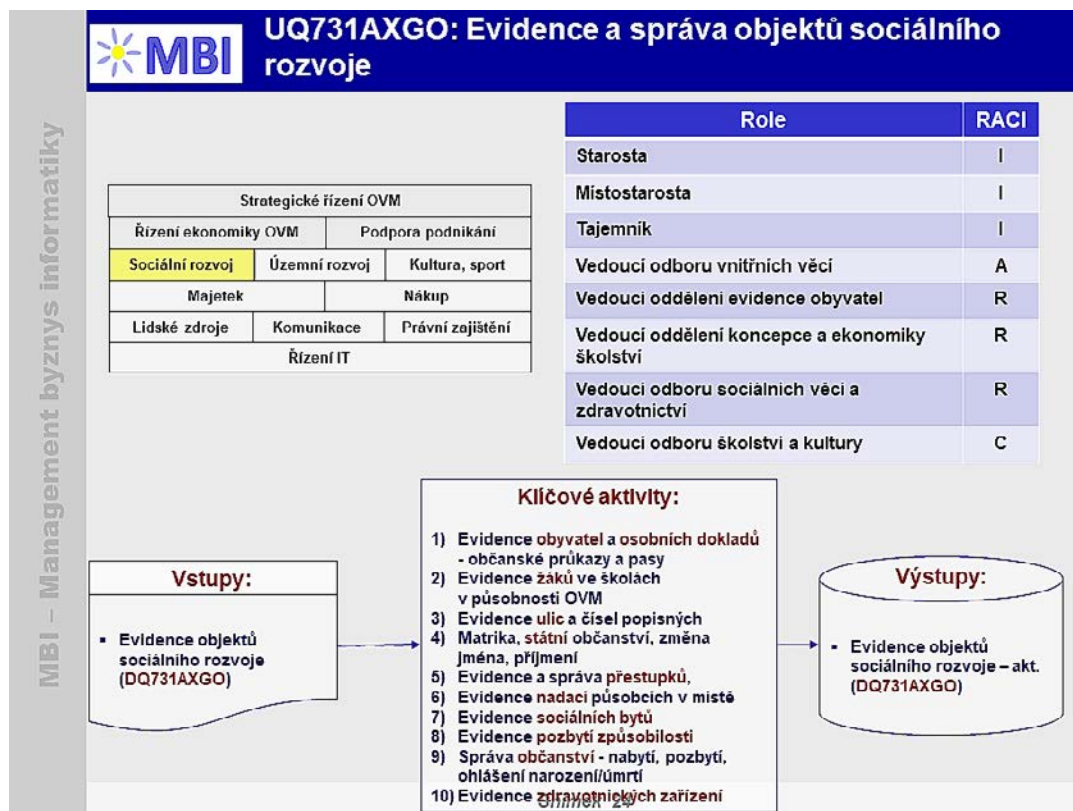 MBI – Management byznys informatiky
MBI
UQ731AXGO: Evidence a správa objektů sociálního
rozvoje
Strategické řízení OVM
Řízení ekonomiky OVM Podpora podnikání
Sociální rozvoj Územní rozvoj Kultura, sport
Majetek Nákup
Lidské zdroje Komunikace Právní zajištění
Řízení IT
Role RACI
Starosta I
Místostarosta I
Tajemník I
Vedoucí odboru vnitřních věcí A
Vedoucí oddělení evidence obyvatel R
Vedoucí oddělení koncepce a ekonomiky
školství R
Vedoucí odboru sociálních věcí a
zdravotnictví R
Vedoucí odboru školství a kultury C
Vstupy:
▪ Evidence objektů
sociálního rozvoje
(DQ731AXGO)
Klíčové aktivity:
1) Evidence obyvatel a osobních dokladů
- občanské průkazy a pasy
2) Evidence žáků ve školách
v působnosti OVM
3) Evidence ulic a čísel popisných
4) Matrika, státní občanství, změna
jména, příjmení
5) Evidence a správa přestupků,
6) Evidence nadací působcích v místě
7) Evidence sociálních bytů
8) Evidence pozbytí způsobilosti
9) Správa občanství - nabytí, pozbytí,
ohlášení narození/úmrtí
10) Evidence zdravotnických zařízení
Výstupy:
▪ Evidence objektů
sociálního rozvoje – akt.
(DQ731AXGO)
Snímek 24